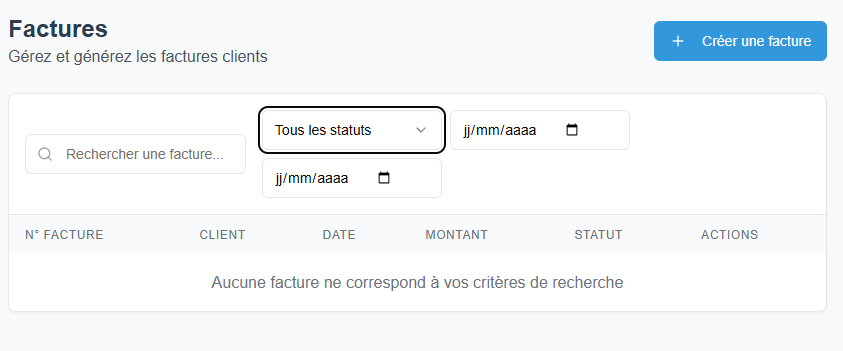 Factures
Gérez et générez les factures clients
Créer une facture
Rechercher une facture...
Tous les statuts
jj/mm/aaaa
jj/mm/aaaa
N° FACTURE CLIENT DATE MONTANT STATUT ACTIONS
Aucune facture ne correspond à vos critères de recherche